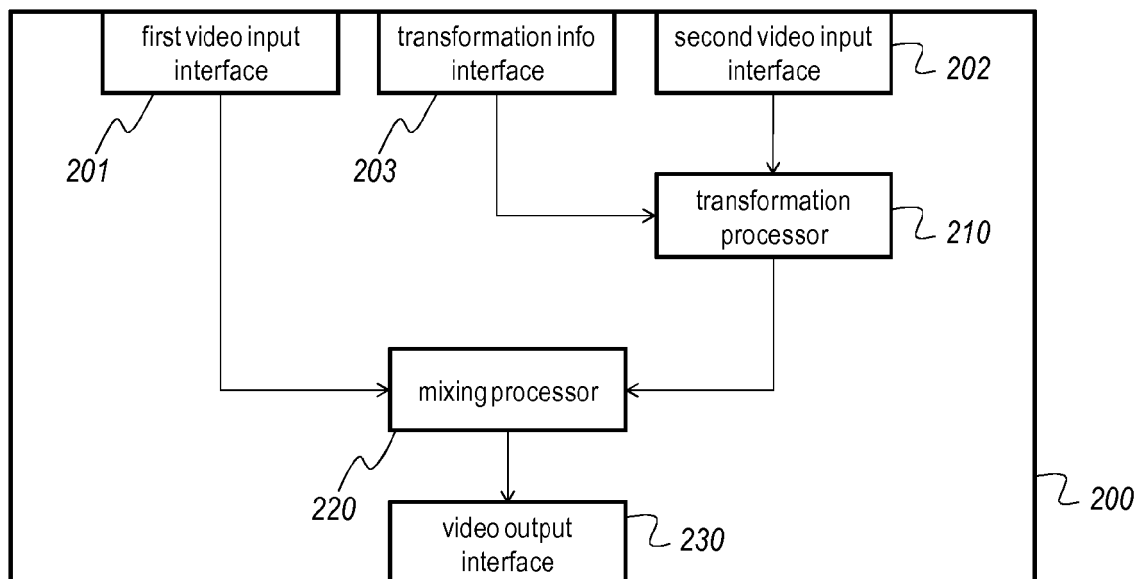 first video input
interface
transformation info
interface
second video input
interface
202
201
203
transformation
processor
210
mixing processor
220
200
video output
interface
230